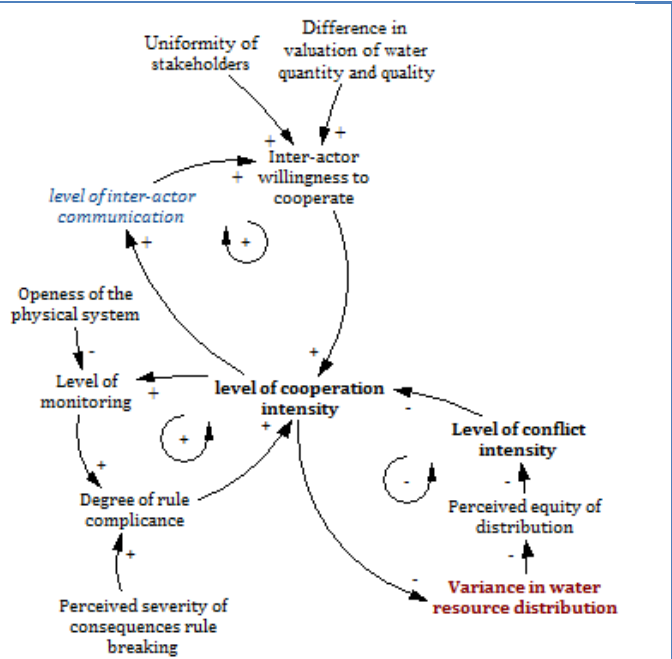 Uniformity of
stakeholders
Difference in
valuation of water
quantity and quality
+
+
Inter-actor
willingness to
cooperate
+
level of inter-actor
communication
+
+
Openess of the
physical system
-
Level of
monitoring
+
+
level of cooperation
intensity
+
+
-
Level of conflict
intensity
+
Degree of rule
complicance
-
-
Perceived equity of
distribution
+
-
-
Variance in water
resource distribution
Perceived severity of
consequences rule
breaking